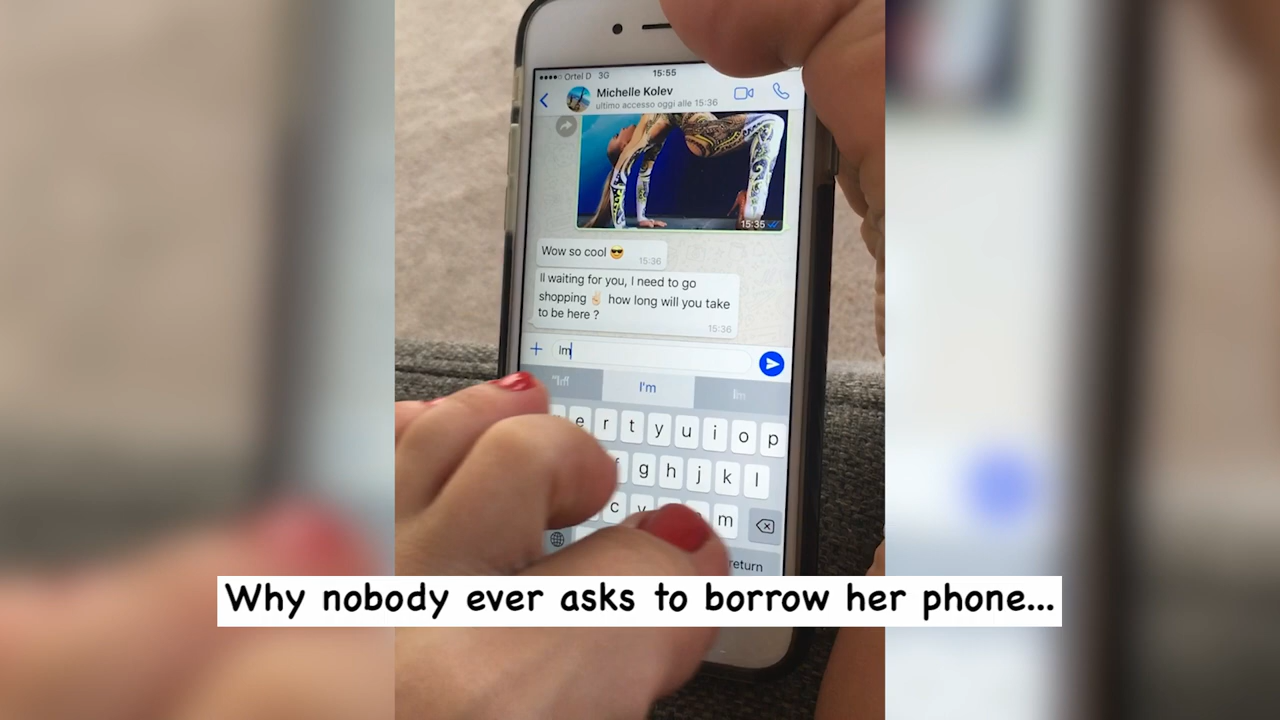 Ortel D 3G 15:55
Michelle Kolev
ultimo accesso oggi alle 15:36
15:35
Wow so cool 😎
15:36
Il waiting for you, I need to go
shopping ✌🏻 how long will you take
to be here ?
15:36
Im
I'm
e r t y u i o p
g h j k l
c v m
return
Why nobody ever asks to borrow her phone...